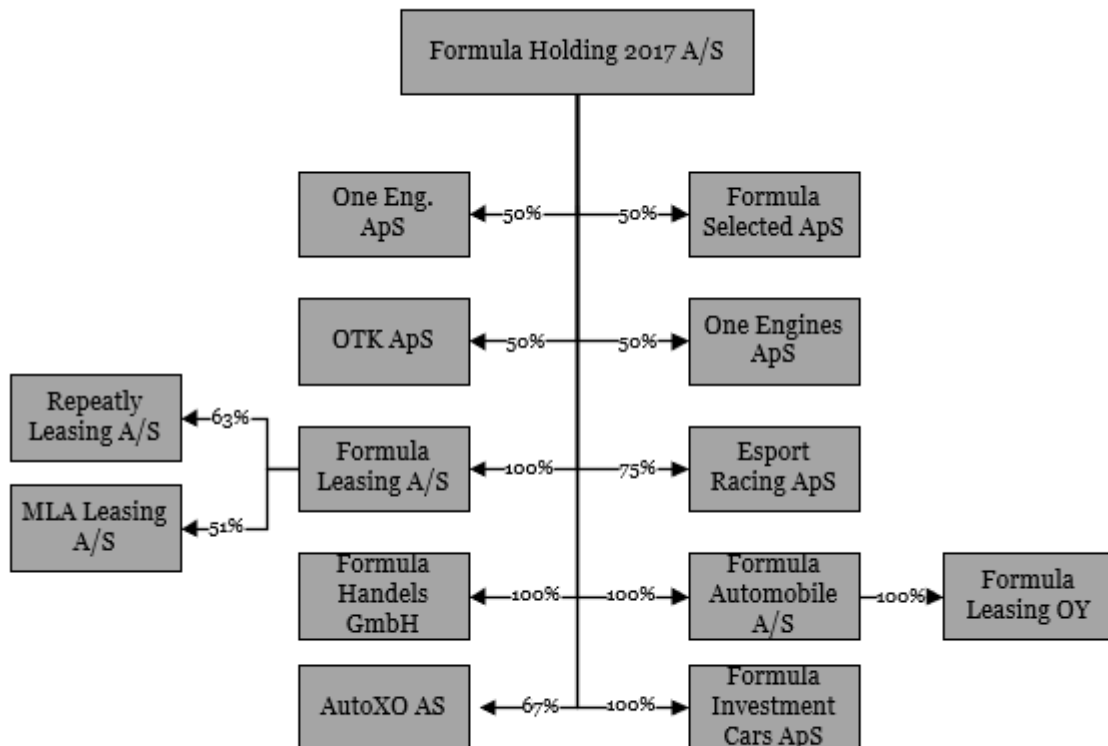 Formula Holding 2017 A/S
One Eng.
ApS
50%
50%
Formula
Selected ApS
OTK ApS
50%
50%
One Engines
ApS
Repeatly
Leasing A/S
63%
Formula
Leasing A/S
100%
75%
Esport
Racing ApS
MLA Leasing
A/S
51%
Formula
Handels
GmbH
100%
100%
Formula
Automobile
A/S
100%
Formula
Leasing OY
AutoXO AS
67%
100%
Formula
Investment
Cars ApS